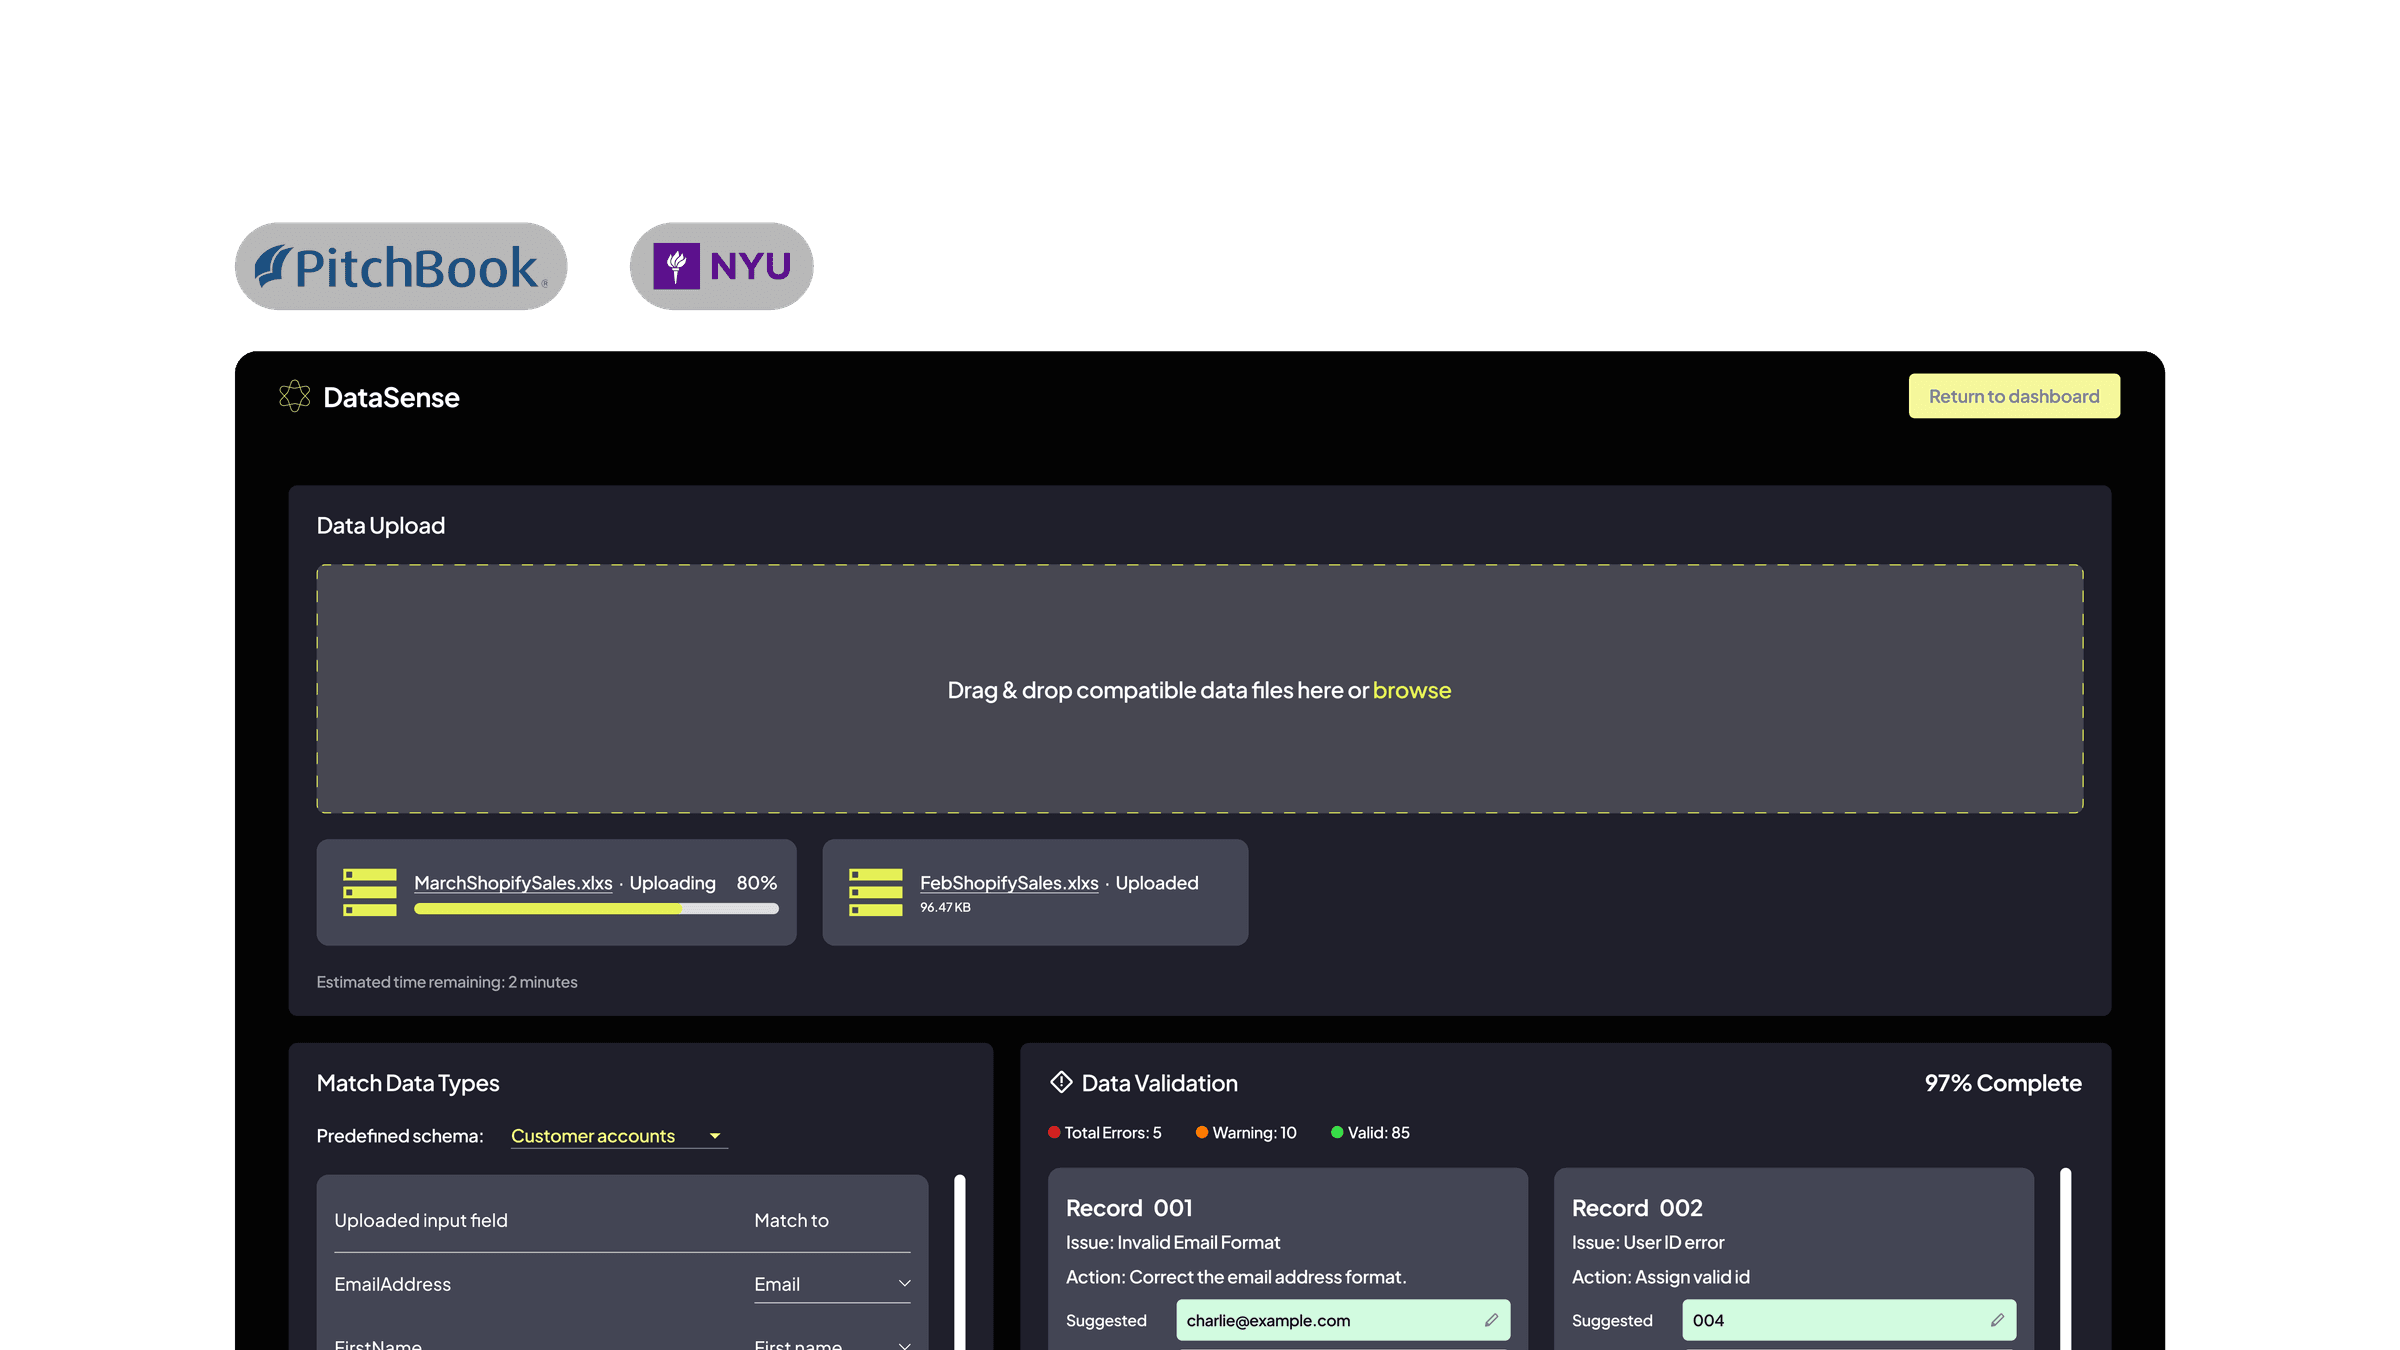 PitchBook®
NYU
DataSense
Return to dashboard
Data Upload
Drag & drop compatible data files here or browse
MarchShopifySales.xlxs · Uploading 80%
FebShopifySales.xlxs · Uploaded
96.47 KB
Estimated time remaining: 2 minutes
Match Data Types
Predefined schema: Customer accounts
Uploaded input field Match to
EmailAddress Email
FirstName First name
Data Validation 97% Complete
Total Errors: 5 Warning: 10 Valid: 85
Record 001
Issue: Invalid Email Format
Action: Correct the email address format.
Suggested charlie@example.com
Record 002
Issue: User ID error
Action: Assign valid id
Suggested 004